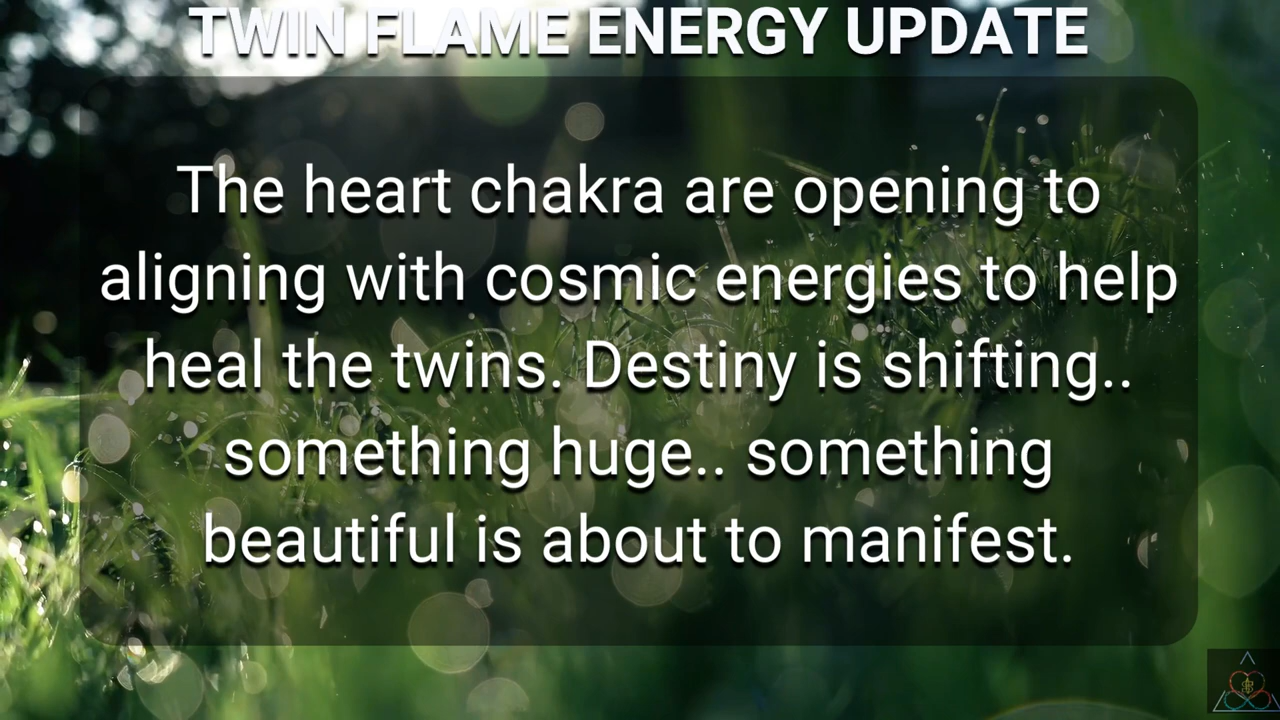 TWIN FLAME ENERGY UPDATE
The heart chakra are opening to
aligning with cosmic energies to help
heal the twins. Destiny is shifting..
something huge.. something
beautiful is about to manifest.